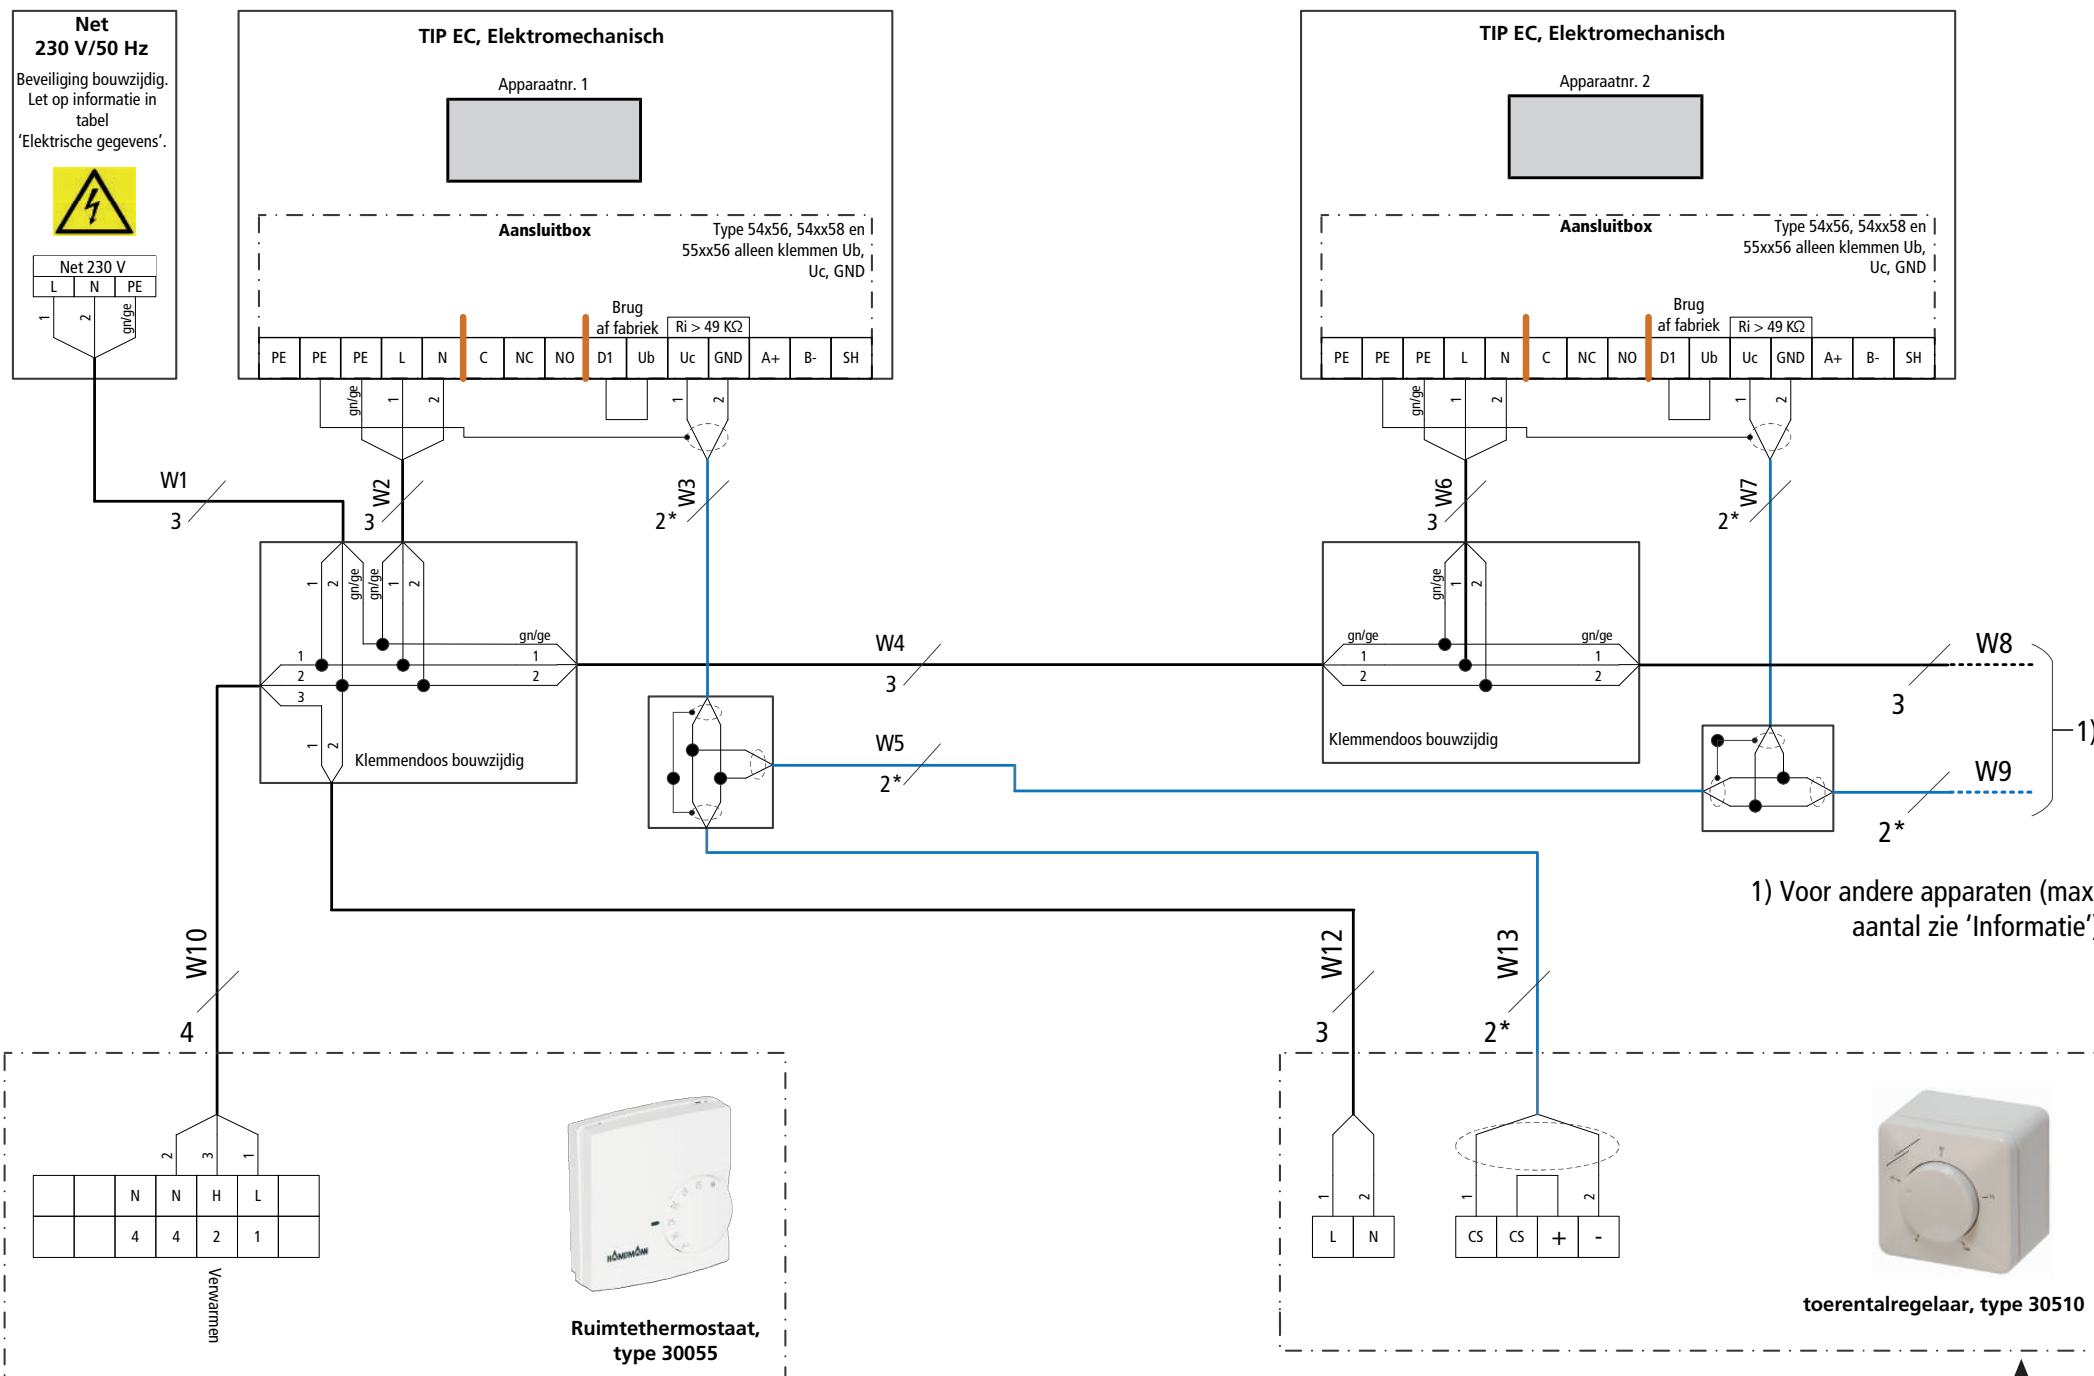 Net
230 V/50 Hz
Beveiliging bouwzijdig.
Let op informatie in
tabel
‘Elektrische gegevens’.
Net 230 V
L N PE
1 2 gn/ge
TIP EC, Elektromechanisch
Apparaatnr. 1
Aansluitbox
Type 54x56, 54xx58 en
55xx56 alleen klemmen Ub,
Uc, GND
Brug
af fabriek
Ri > 49 KΩ
PE PE PE L N C NC NO D1 Ub Uc GND A+ B- SH
gn/ge 1 2 1 2
TIP EC, Elektromechanisch
Apparaatnr. 2
Aansluitbox
Type 54x56, 54xx58 en
55xx56 alleen klemmen Ub,
Uc, GND
Brug
af fabriek
Ri > 49 KΩ
PE PE PE L N C NC NO D1 Ub Uc GND A+ B- SH
gn/ge 1 2 1 2
W1
3
W2
3
W3
2*
W6
3
W7
2*
1 2 gn/ge gn/ge 1 2
gn/ge
1 1
2 2
3
1 2
Klemmendoos bouwzijdig
W4
3
W5
2*
gn/ge 1 2
gn/ge gn/ge
1 1
2 2
Klemmendoos bouwzijdig
W8
3
W9
2*
1)
1) Voor andere apparaten (max
aantal zie ‘Informatie’)
W10
4
W12
3
W13
2*
2 3 1
N N H L
4 4 2 1
Verwarmen
Ruimtethermostaat,
type 30055
1 2
L N
1 2
CS CS + -
toerentalregelaar, type 30510